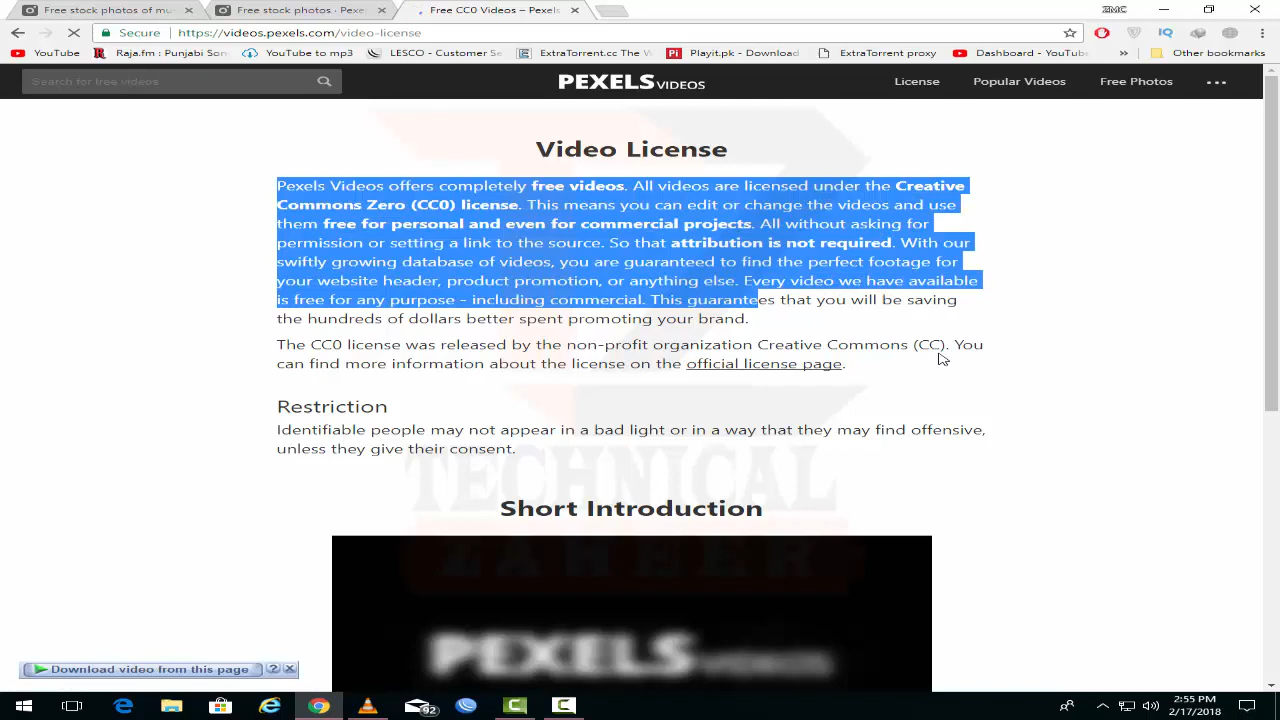 Free stock photos of mu
Free stock photos · Pexe
Free CC0 Videos – Pexels
ZMC
Secure
https://videos.pexels.com/video-license
YouTube
Raja.fm : Punjabi Son
YouTube to mp3
LESCO - Customer Se
ExtraTorrent.cc The W
Playit.pk - Download
ExtraTorrent proxy
Dashboard - YouTube
»
Other bookmarks
Search for free videos
PEXELS VIDEOS
License
Popular Videos
Free Photos
Video License
Pexels Videos offers completely free videos. All videos are licensed under the Creative
Commons Zero (CC0) license. This means you can edit or change the videos and use
them free for personal and even for commercial projects. All without asking for
permission or setting a link to the source. So that attribution is not required. With our
swiftly growing database of videos, you are guaranteed to find the perfect footage for
your website header, product promotion, or anything else. Every video we have available
is free for any purpose – including commercial. This guarantees that you will be saving
the hundreds of dollars better spent promoting your brand.
The CC0 license was released by the non-profit organization Creative Commons (CC). You
can find more information about the license on the official license page.
Restriction
Identifiable people may not appear in a bad light or in a way that they may find offensive,
unless they give their consent.
TECHNICAL
ZAHEER
Short Introduction
PEXELS
Download video from this page
?
92
2:55 PM
2/17/2018